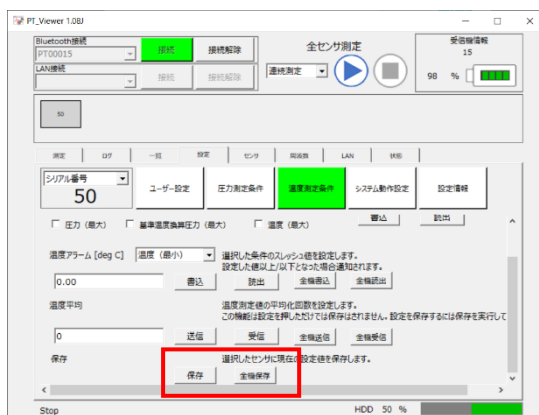 PT_Viewer 1.08J
Bluetooth接続
PT00015
接続
接続解除
LAN接続
接続
接続解除
全センサ測定
連続測定
受信機情報
15
98 %
50
測定 ログ 一括 設定 センサ 周波数 LAN 状態
シリアル番号
50
ユーザー設定
圧力測定条件
温度測定条件
システム動作設定
設定情報
圧力（最大） 基準温度換算圧力（最大） 温度（最大） 書込 読出
温度アラーム [deg C] 温度（最小） 選択した条件のスレッショ値を設定します。
設定した値以上/以下となった場合通知されます。
0.00 書込 読出 全機書込 全機読出
温度平均 温度測定値の平均化回数を設定します。
この機能は設定を押しただけでは保存はされません。設定を保存するには保存を実行して
0 送信 受信 全機送信 全機受信
保存 選択したセンサに現在の設定値を保存します。
保存 全機保存
Stop HDD 50 %